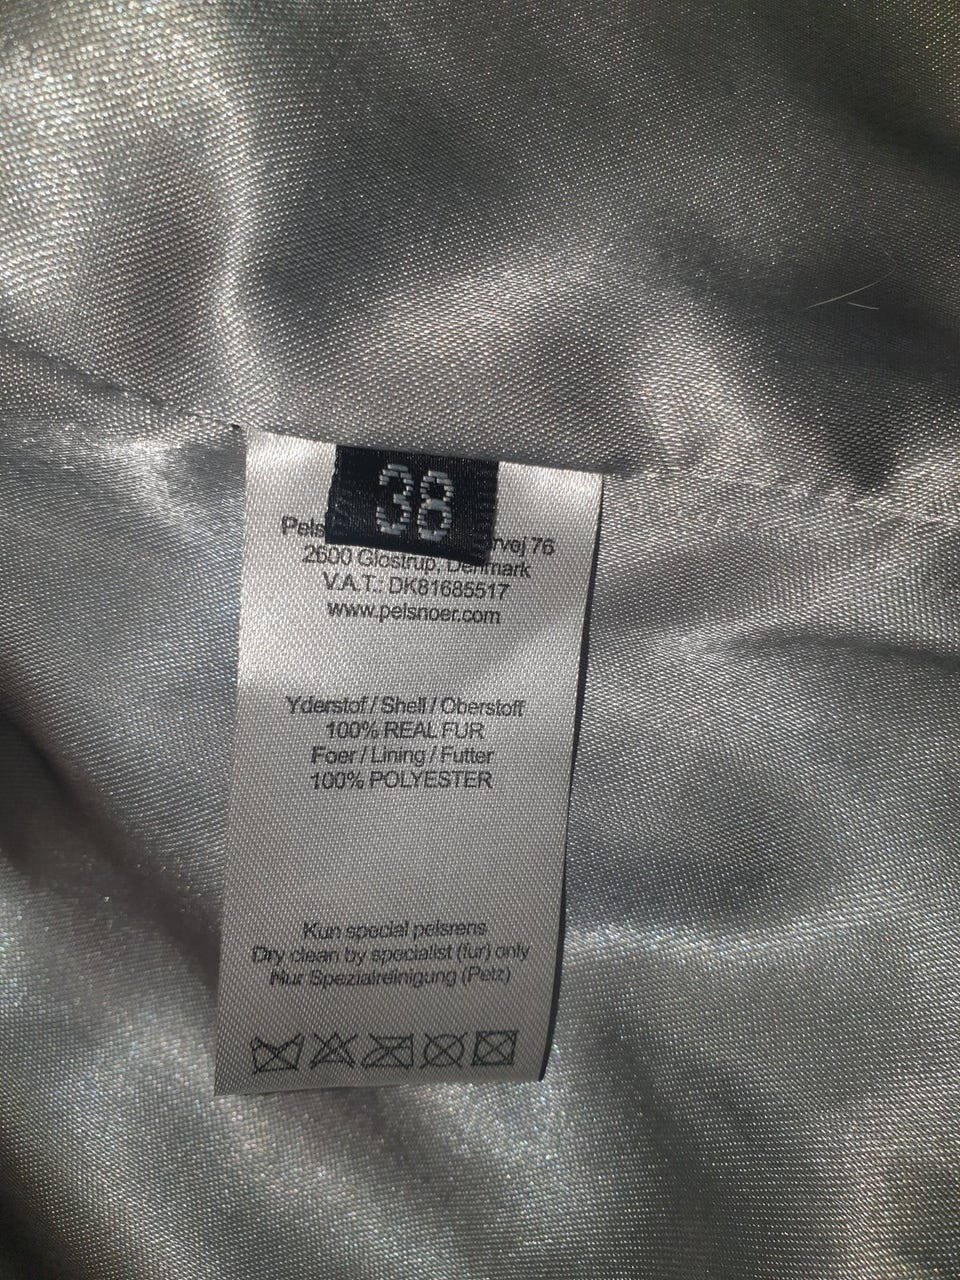 38
2600 Glostrup, Denmark
V.A.T.: DK81685517
www.pelsnoer.com
Yderstof / Shell / Oberstoff
100% REAL FUR
Foer / Lining / Futter
100% POLYESTER
Kun special pelsrens
Dry clean by specialist (fur) only
Nur Spezialreinigung (Pelz)